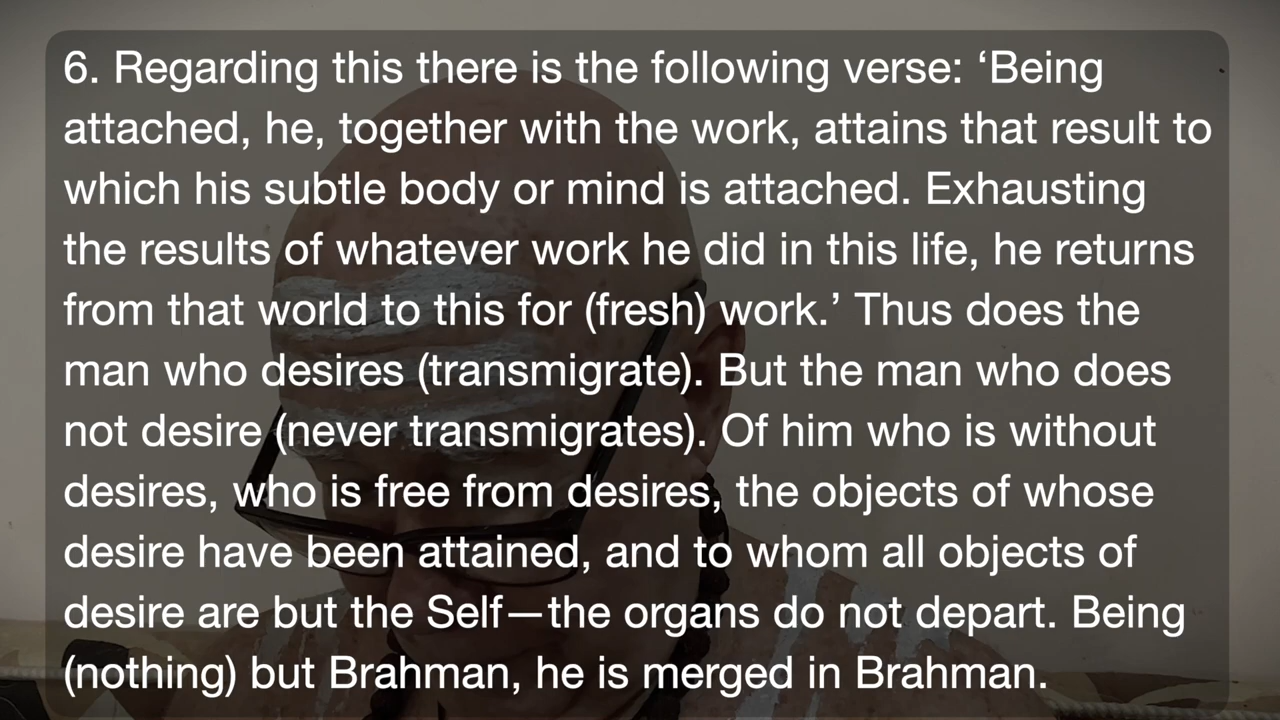 6. Regarding this there is the following verse: ‘Being
attached, he, together with the work, attains that result to
which his subtle body or mind is attached. Exhausting
the results of whatever work he did in this life, he returns
from that world to this for (fresh) work.’ Thus does the
man who desires (transmigrate). But the man who does
not desire (never transmigrates). Of him who is without
desires, who is free from desires, the objects of whose
desire have been attained, and to whom all objects of
desire are but the Self—the organs do not depart. Being
(nothing) but Brahman, he is merged in Brahman.